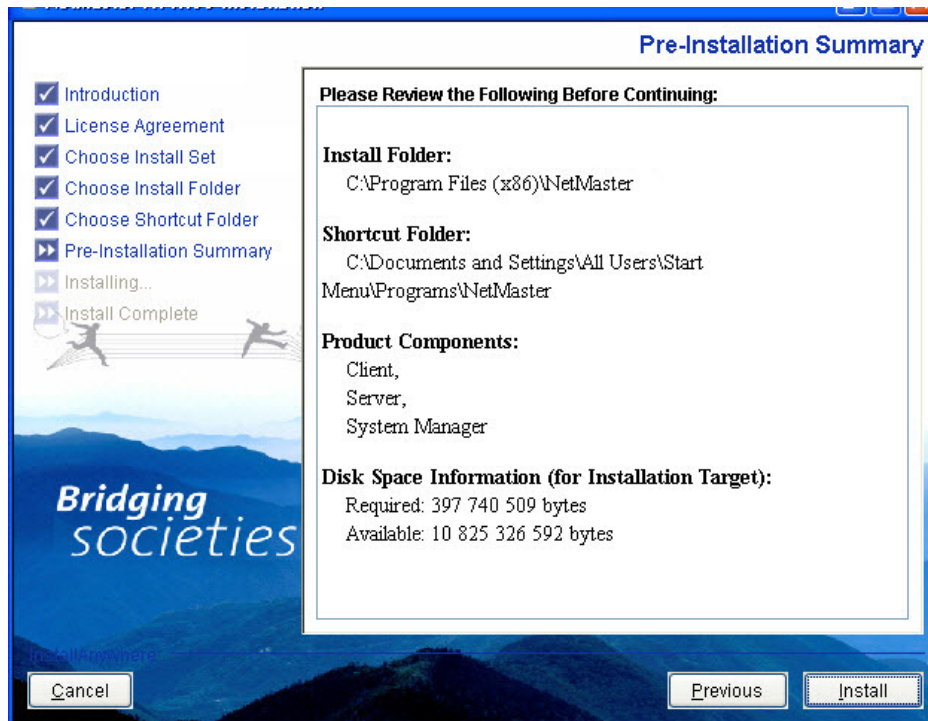 Pre-Installation Summary
Introduction
License Agreement
Choose Install Set
Choose Install Folder
Choose Shortcut Folder
Pre-Installation Summary
Installing...
Install Complete
Please Review the Following Before Continuing:
Install Folder:
C:\Program Files (x86)\NetMaster
Shortcut Folder:
C:\Documents and Settings\All Users\Start
Menu\Programs\NetMaster
Product Components:
Client,
Server,
System Manager
Disk Space Information (for Installation Target):
Required: 397 740 509 bytes
Available: 10 825 326 592 bytes
Bridging
societies
InstallAnywhere
Cancel
Previous
Install